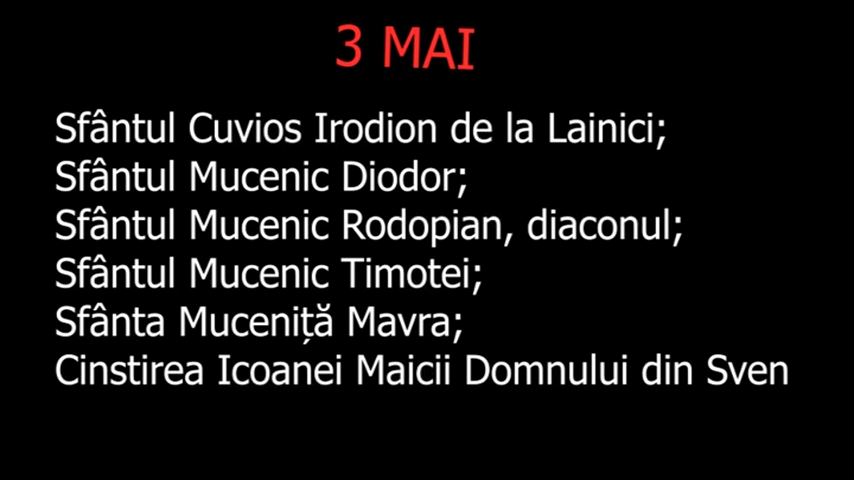 3 MAI
Sfântul Cuvios Irodion de la Lainici;
Sfântul Mucenic Diodor;
Sfântul Mucenic Rodopian, diaconul;
Sfântul Mucenic Timotei;
Sfânta Muceniță Mavra;
Cinstirea Icoanei Maicii Domnului din Sven